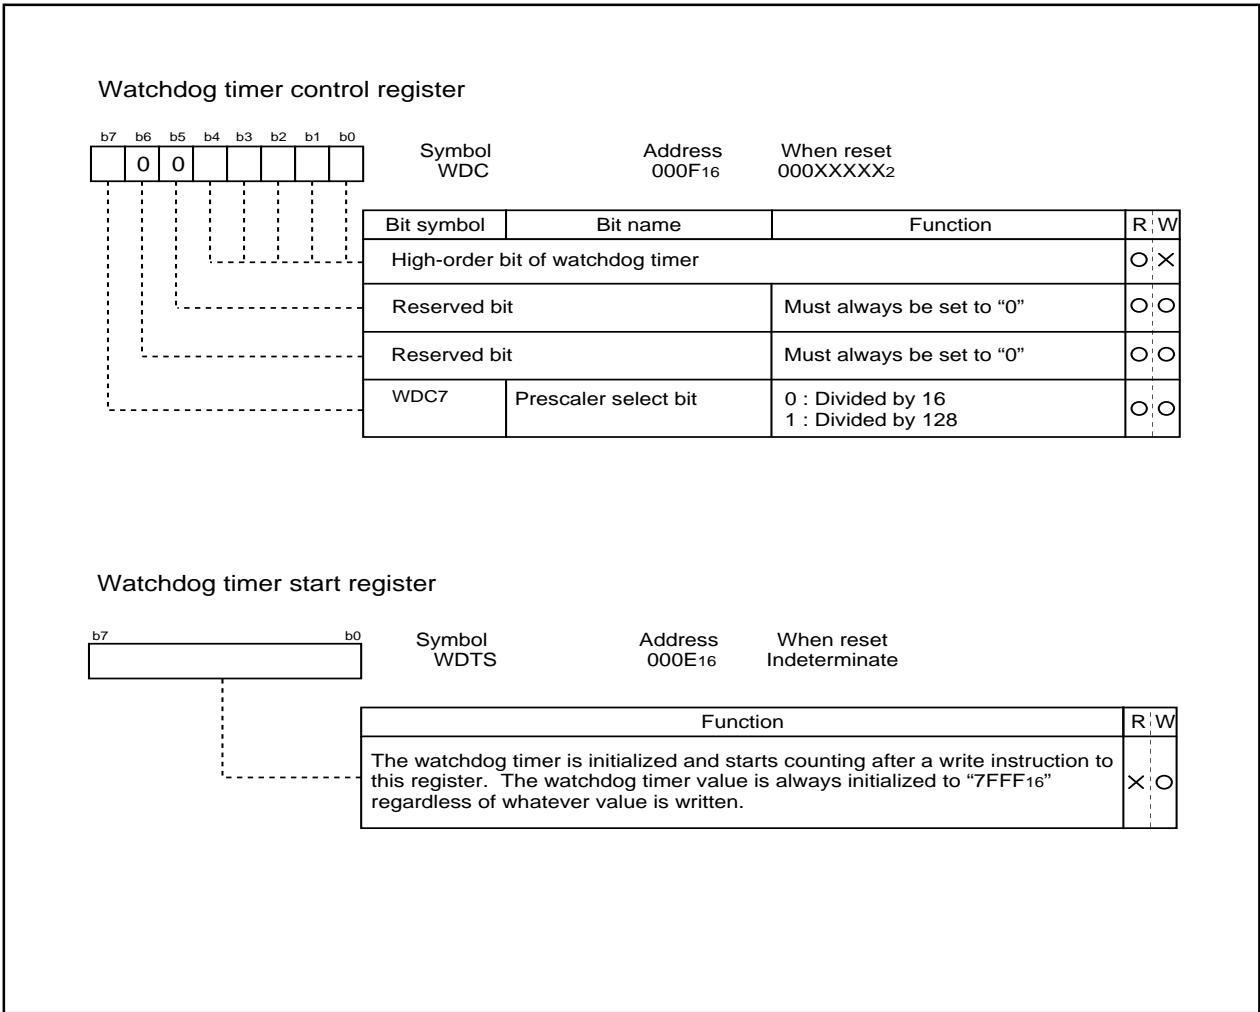 Watchdog timer control register
b7 b6 b5 b4 b3 b2 b1 b0
0 0
Symbol Address When reset
WDC 000F16 000XXXXX2
Bit symbol Bit name Function R W
High-order bit of watchdog timer O X
Reserved bit Must always be set to “0” O O
Reserved bit Must always be set to “0” O O
WDC7 Prescaler select bit 0 : Divided by 16
1 : Divided by 128 O O
Watchdog timer start register
b7 b0
Symbol Address When reset
WDTS 000E16 Indeterminate
Function R W
The watchdog timer is initialized and starts counting after a write instruction to
this register. The watchdog timer value is always initialized to “7FFF16” X O
regardless of whatever value is written.